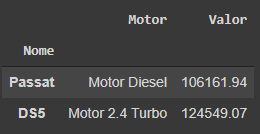 Motor Valor
Nome
Passat Motor Diesel 106161.94
DS5 Motor 2.4 Turbo 124549.07